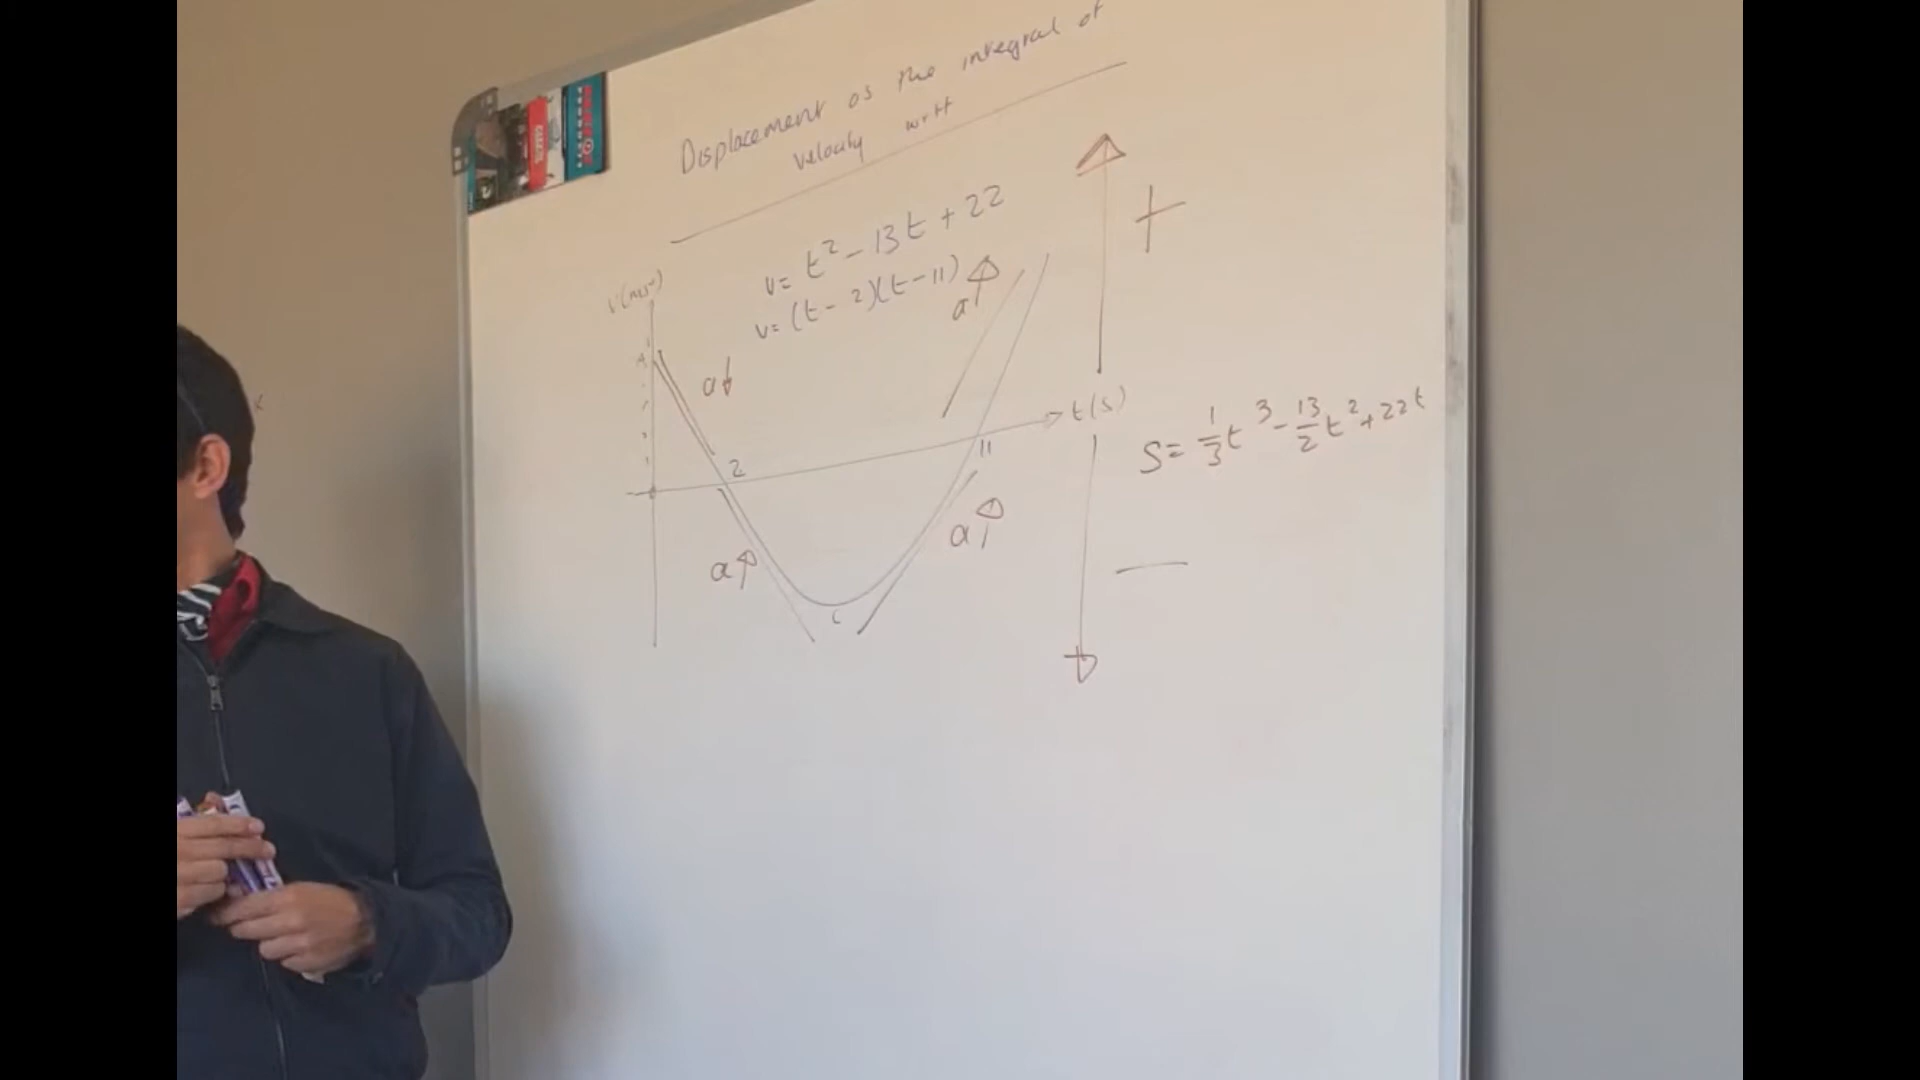 Displacement as the integral of
velocity wrtt
v= t² - 13t + 22
v= (t - 2)(t - 11)
a↑
a↓
t(s)
S= 1/3 t³ - 13/2 t² + 22t
+
2
11
a↑
a↑
c
—